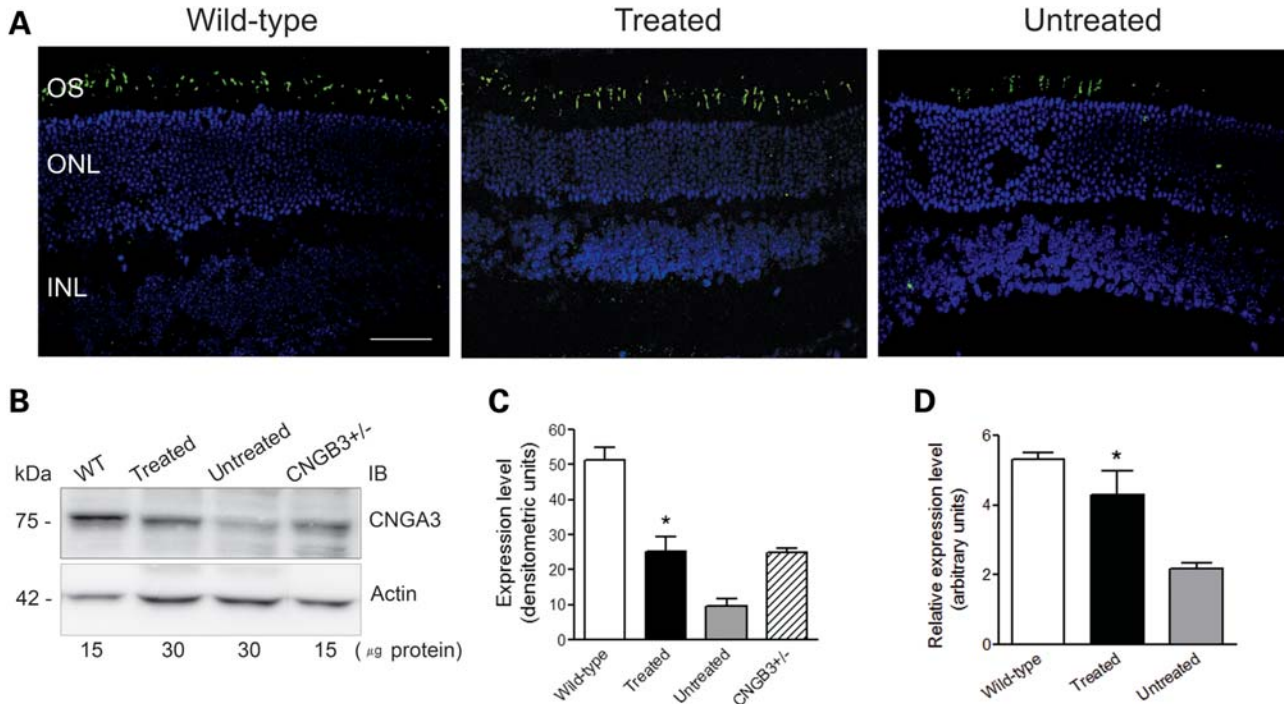 A
Wild-type
Treated
Untreated
OS
ONL
INL
B
kDa
WT
Treated
Untreated
CNGB3+/-
IB
75 -
CNGA3
42 -
Actin
15 30 30 15 (μg protein)
C
Expression level
(densitometric units)
60
50
40
30
20
10
0
*
Wild-type
Treated
Untreated
CNGB3+/-
D
Relative expression level
(arbitrary units)
6
4
2
0
*
Wild-type
Treated
Untreated